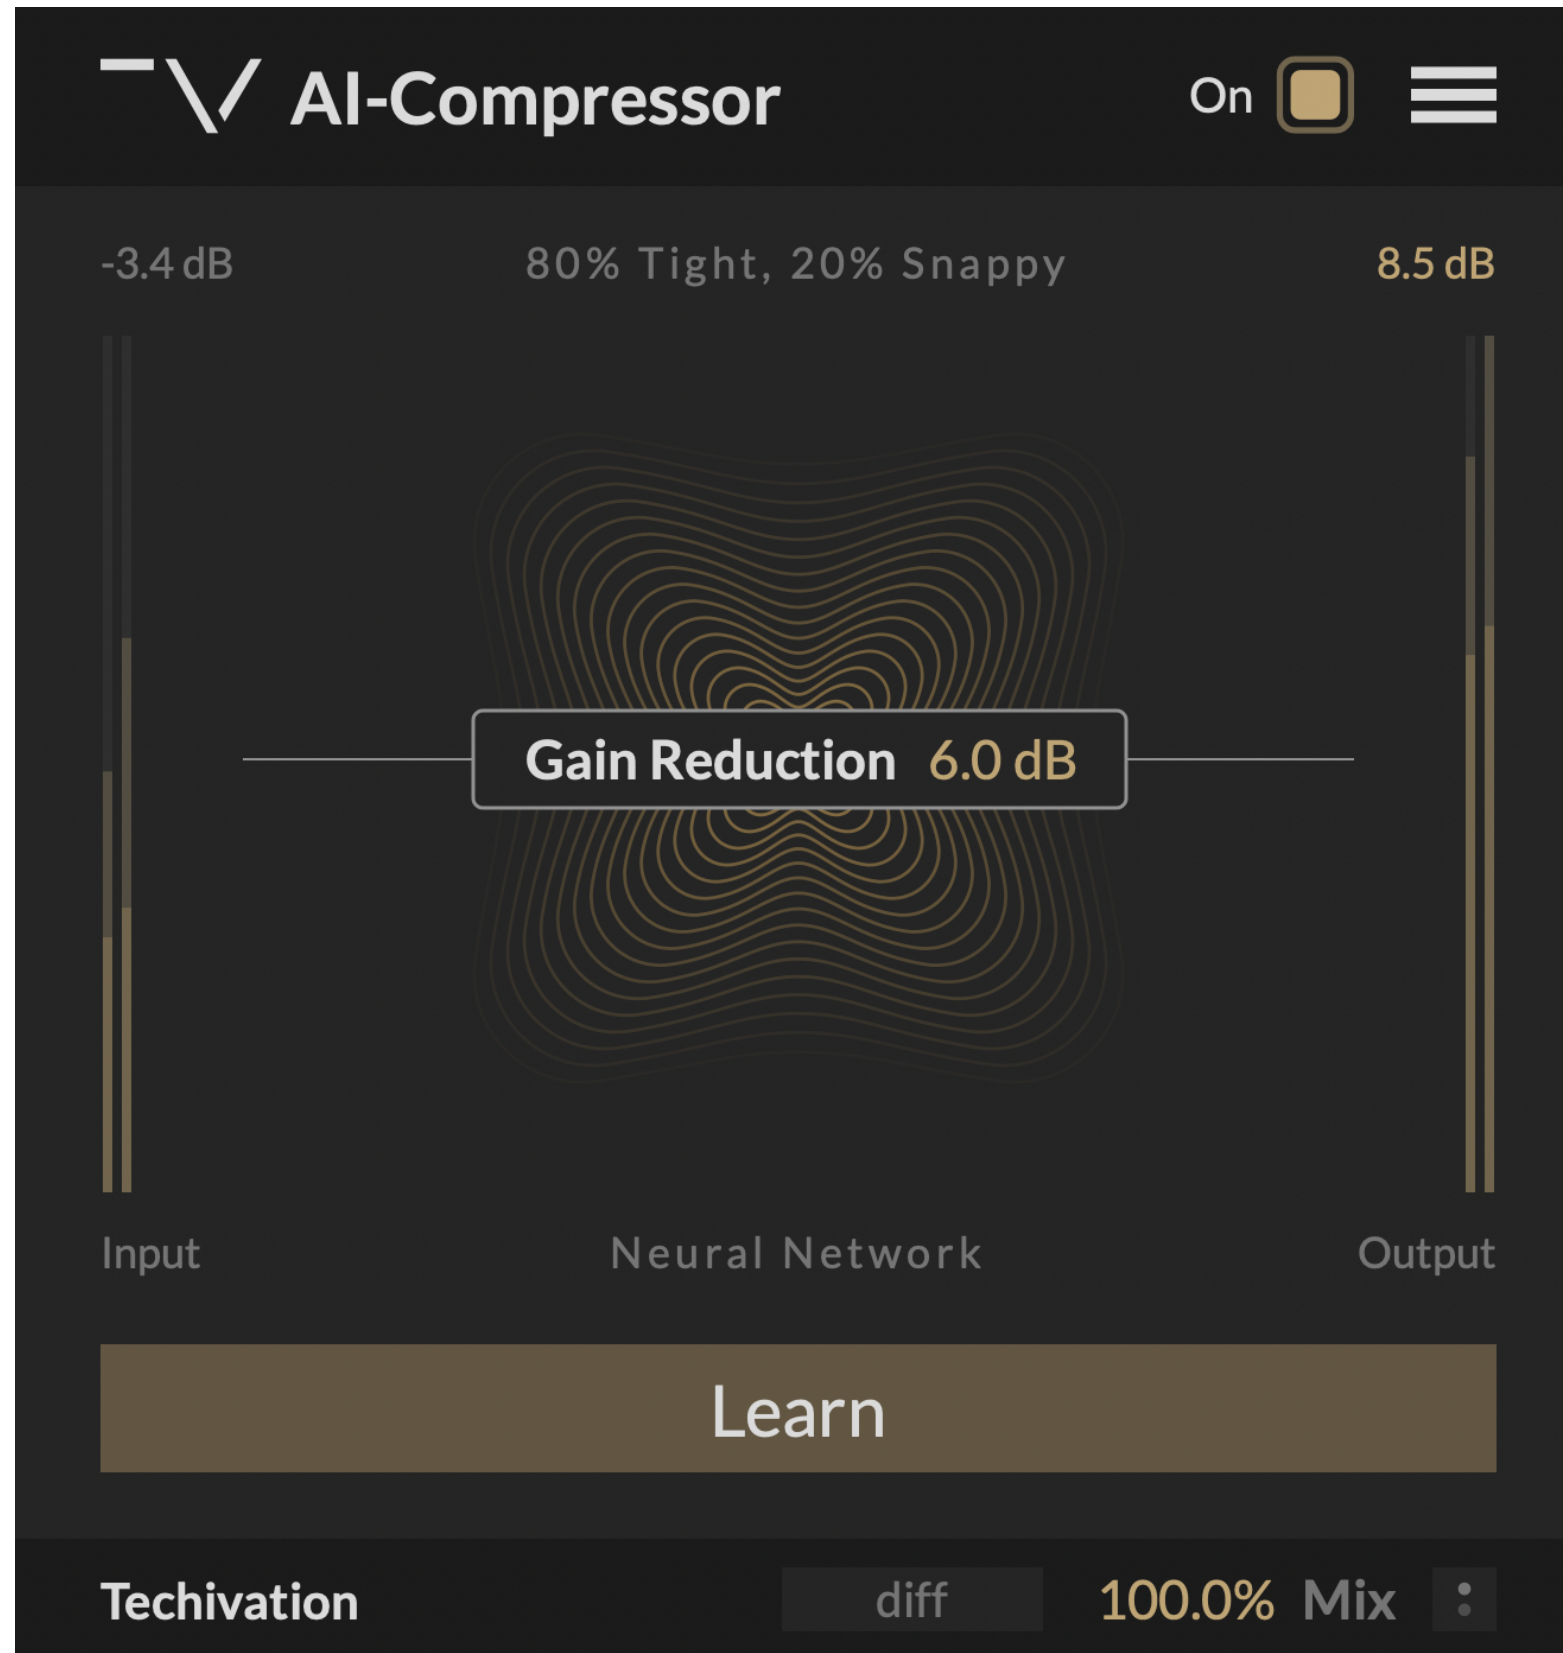 AI-Compressor On
-3.4 dB 80% Tight, 20% Snappy 8.5 dB
Gain Reduction 6.0 dB
Input Neural Network Output
Learn
Techivation diff 100.0% Mix